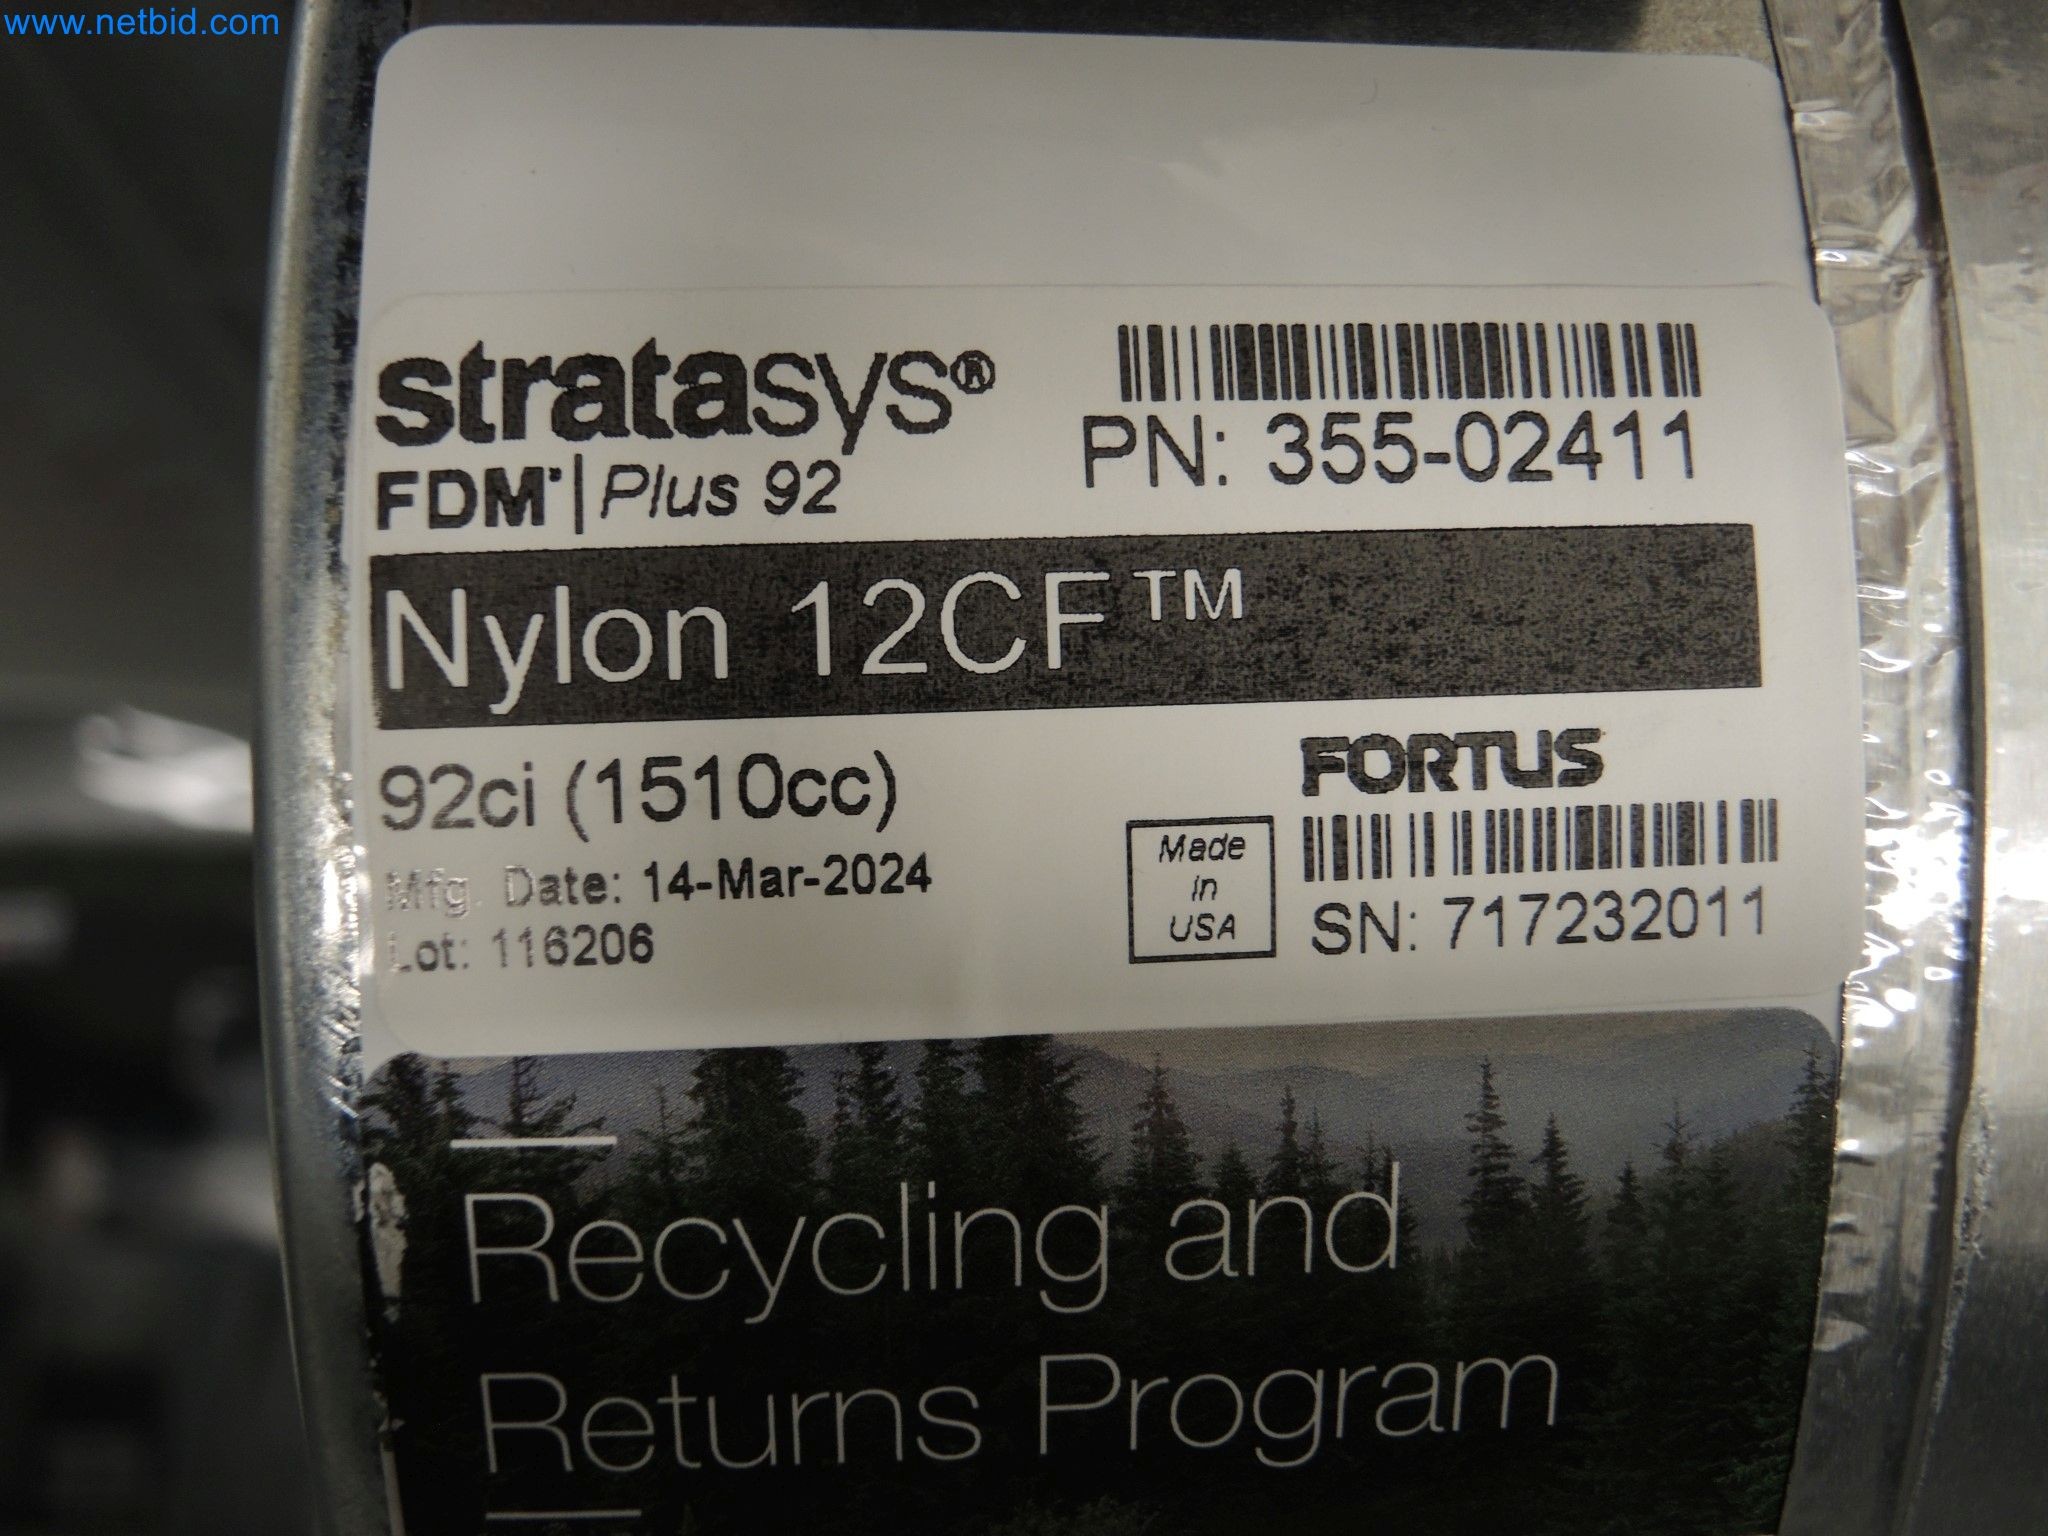 www.netbid.com
stratasys®
FDM™ | Plus 92
PN: 355-02411
Nylon 12CF™
92ci (1510cc)
Mfg. Date: 14-Mar-2024
Lot: 116206
Made
in
USA
FORTUS
SN: 717232011
Recycling and
Returns Program